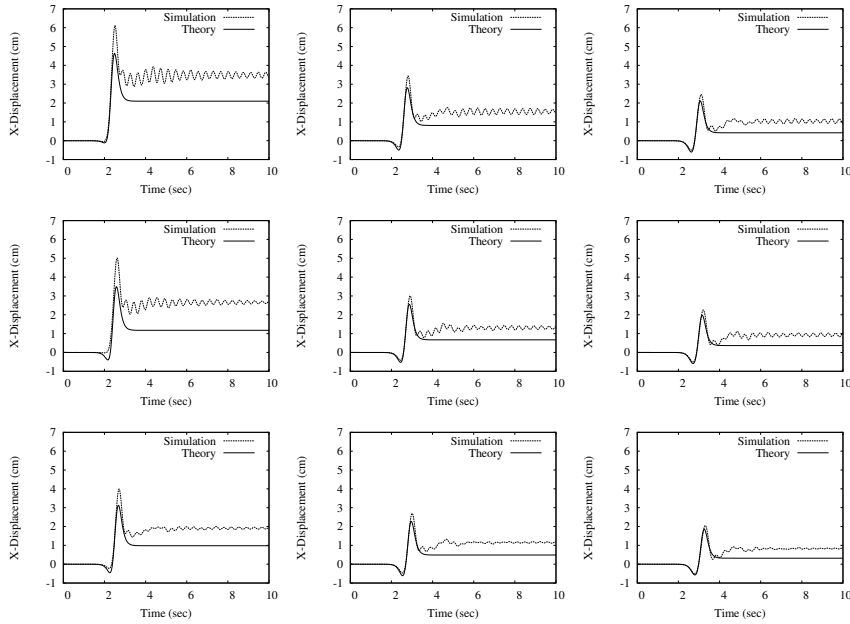 7
6
5
4
3
2
1
0
-1
X-Displacement (cm)
Simulation
Theory
0 2 4 6 8 10
Time (sec)
7
6
5
4
3
2
1
0
-1
X-Displacement (cm)
Simulation
Theory
0 2 4 6 8 10
Time (sec)
7
6
5
4
3
2
1
0
-1
X-Displacement (cm)
Simulation
Theory
0 2 4 6 8 10
Time (sec)
7
6
5
4
3
2
1
0
-1
X-Displacement (cm)
Simulation
Theory
0 2 4 6 8 10
Time (sec)
7
6
5
4
3
2
1
0
-1
X-Displacement (cm)
Simulation
Theory
0 2 4 6 8 10
Time (sec)
7
6
5
4
3
2
1
0
-1
X-Displacement (cm)
Simulation
Theory
0 2 4 6 8 10
Time (sec)
7
6
5
4
3
2
1
0
-1
X-Displacement (cm)
Simulation
Theory
0 2 4 6 8 10
Time (sec)
7
6
5
4
3
2
1
0
-1
X-Displacement (cm)
Simulation
Theory
0 2 4 6 8 10
Time (sec)
7
6
5
4
3
2
1
0
-1
X-Displacement (cm)
Simulation
Theory
0 2 4 6 8 10
Time (sec)